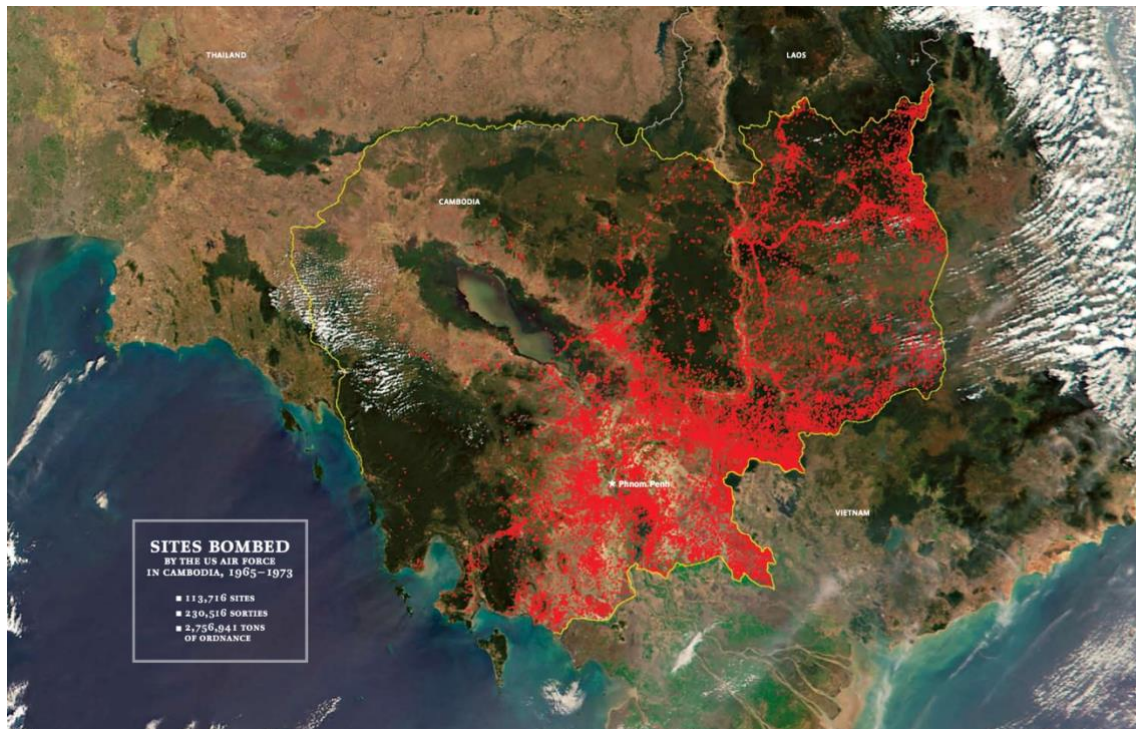 THAILAND
LAOS
CAMBODIA
★ Phnom Penh
VIETNAM
SITES BOMBED
BY THE US AIR FORCE
IN CAMBODIA, 1965–1973
■ 113,716 SITES
■ 230,516 SORTIES
■ 2,756,941 TONS
OF ORDNANCE